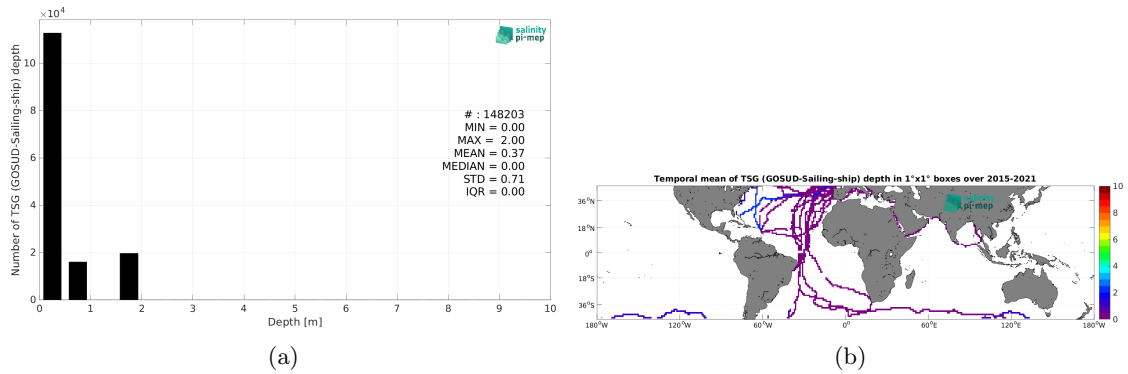 ×10⁴
10
8
6
4
2
0
Number of TSG (GOSUD-Sailing-ship) depth
salinity
pi-mep
# : 148203
MIN = 0.00
MAX = 2.00
MEAN = 0.37
MEDIAN = 0.00
STD = 0.71
IQR = 0.00
0 1 2 3 4 5 6 7 8 9 10
Depth [m]
(a)
Temporal mean of TSG (GOSUD-Sailing-ship) depth in 1°x1° boxes over 2015-2021
salinity
pi-mep
36°N
18°N
0°
18°S
36°S
180°W 120°W 60°W 0° 60°E 120°E 180°W
10
8
6
4
2
0
(b)